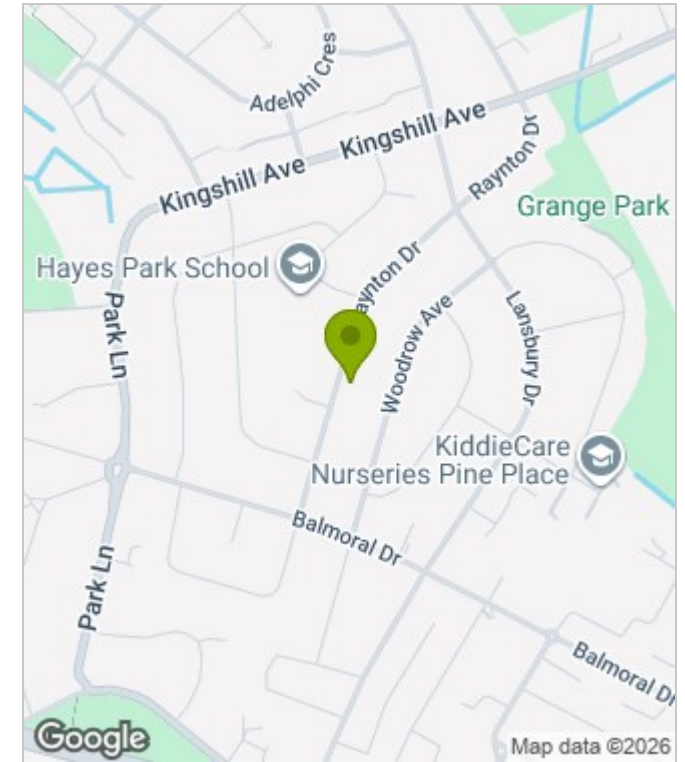 Adelphi Cres
Kingshill Ave
Kingshill Ave
Raynton Dr
Grange Park
Hayes Park School
aynton Dr
Park Ln
Woodrow Ave
Lansbury Dr
KiddieCare
Nurseries Pine Place
Balmoral Dr
Park Ln
Balmoral Dr
Google
Map data ©2026